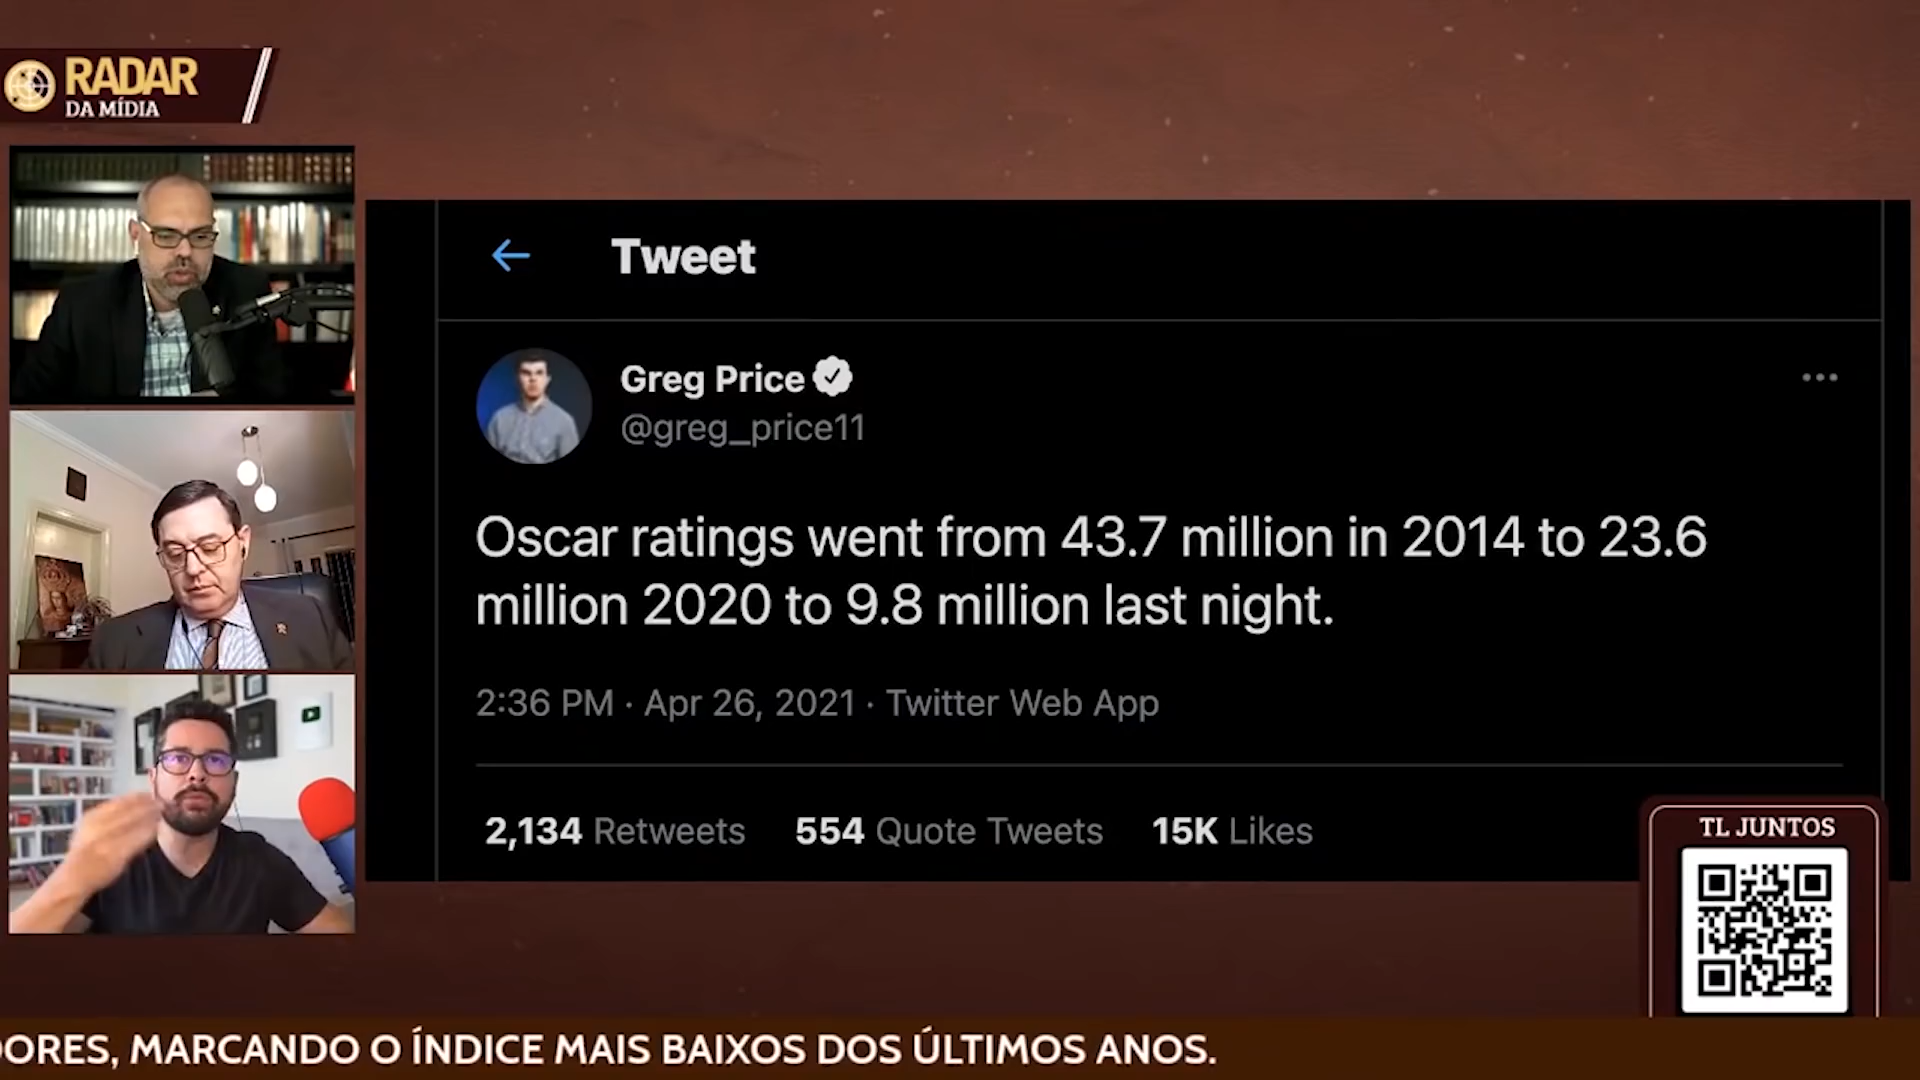 RADAR
DA MÍDIA
Tweet
Greg Price
@greg_price11
Oscar ratings went from 43.7 million in 2014 to 23.6
million 2020 to 9.8 million last night.
2:36 PM · Apr 26, 2021 · Twitter Web App
2,134 Retweets 554 Quote Tweets 15K Likes
TL JUNTOS
DORES, MARCANDO O ÍNDICE MAIS BAIXOS DOS ÚLTIMOS ANOS.